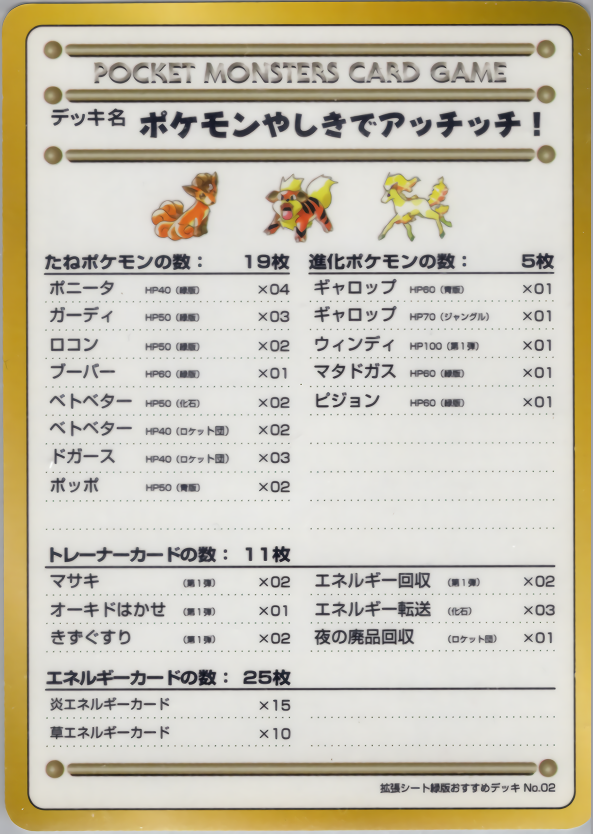 POCKET MONSTERS CARD GAME
デッキ名 ポケモンやしきでアッチッチ！
たねポケモンの数： 19枚
ポニータ HP40（緑版） ×04
ガーディ HP50（緑版） ×03
ロコン HP50（緑版） ×02
ブーバー HP60（緑版） ×01
ベトベター HP50（化石） ×02
ベトベター HP40（ロケット団） ×02
ドガース HP40（ロケット団） ×03
ポッポ HP50（青版） ×02
進化ポケモンの数： 5枚
ギャロップ HP60（青版） ×01
ギャロップ HP70（ジャングル） ×01
ウィンディ HP100（第1弾） ×01
マタドガス HP60（緑版） ×01
ピジョン HP60（緑版） ×01
トレーナーカードの数： 11枚
マサキ （第1弾） ×02
オーキドはかせ （第1弾） ×01
きずぐすり （第1弾） ×02
エネルギー回収 （第1弾） ×02
エネルギー転送 （化石） ×03
夜の廃品回収 （ロケット団） ×01
エネルギーカードの数： 25枚
炎エネルギーカード ×15
草エネルギーカード ×10
拡張シート緑版おすすめデッキ No.02